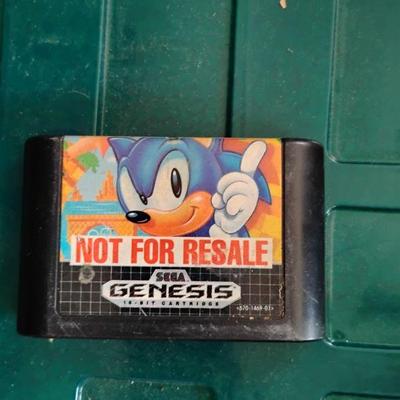 NOT FOR RESALE
SEGA
GENESIS
16-BIT CARTRIDGE